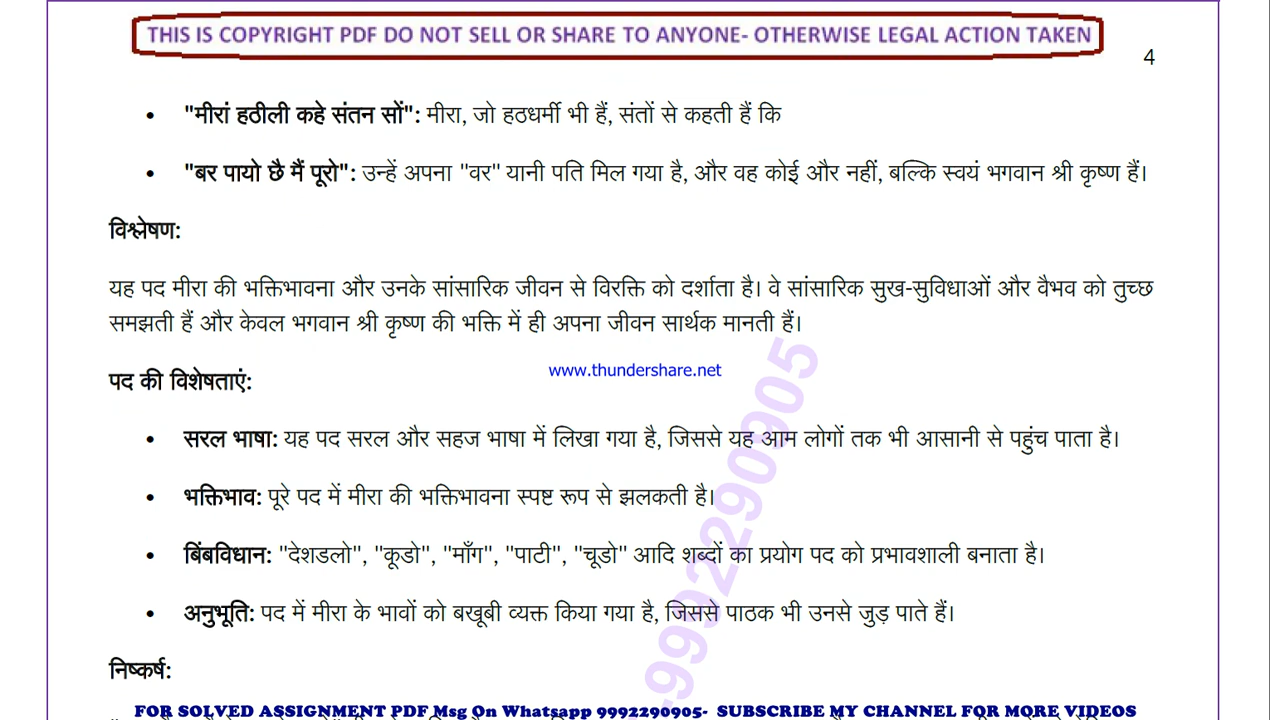 THIS IS COPYRIGHT PDF DO NOT SELL OR SHARE TO ANYONE- OTHERWISE LEGAL ACTION TAKEN
4
• "मीरां हठीली कहे संतन सों": मीरा, जो हठधर्मी भी हैं, संतों से कहती हैं कि
• "बर पायो छै मैं पूरो": उन्हें अपना "वर" यानी पति मिल गया है, और वह कोई और नहीं, बल्कि स्वयं भगवान श्री कृष्ण हैं।
विश्लेषण:
यह पद मीरा की भक्तिभावना और उनके सांसारिक जीवन से विरक्ति को दर्शाता है। वे सांसारिक सुख-सुविधाओं और वैभव को तुच्छ
समझती हैं और केवल भगवान श्री कृष्ण की भक्ति में ही अपना जीवन सार्थक मानती हैं।
www.thundershare.net
पद की विशेषताएं:
• सरल भाषा: यह पद सरल और सहज भाषा में लिखा गया है, जिससे यह आम लोगों तक भी आसानी से पहुंच पाता है।
• भक्तिभाव: पूरे पद में मीरा की भक्तिभावना स्पष्ट रूप से झलकती है।
• बिंबविधान: "देशडलो", "कूडो", "माँग", "पाटी", "चूडो" आदि शब्दों का प्रयोग पद को प्रभावशाली बनाता है।
• अनुभूति: पद में मीरा के भावों को बखूबी व्यक्त किया गया है, जिससे पाठक भी उनसे जुड़ पाते हैं।
9992290905
निष्कर्ष:
FOR SOLVED ASSIGNMENT PDF Msg On Whatsapp 9992290905- SUBSCRIBE MY CHANNEL FOR MORE VIDEOS